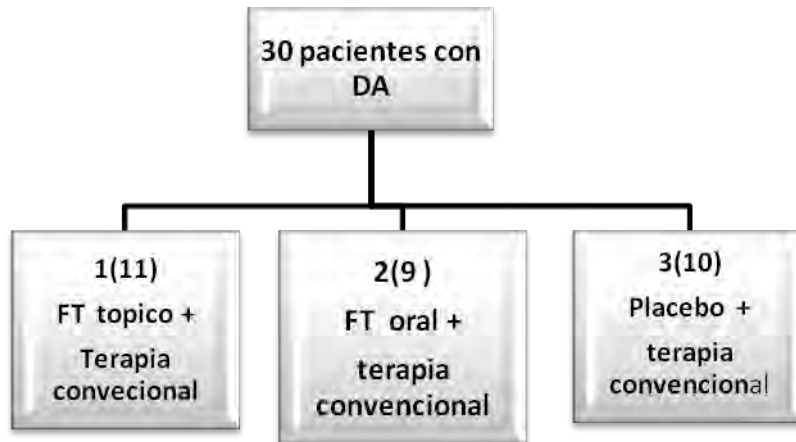 30 pacientes con
DA
1(11)
FT topico +
Terapia
convecional
2(9 )
FT oral +
terapia
convencional
3(10)
Placebo +
terapia
convencional